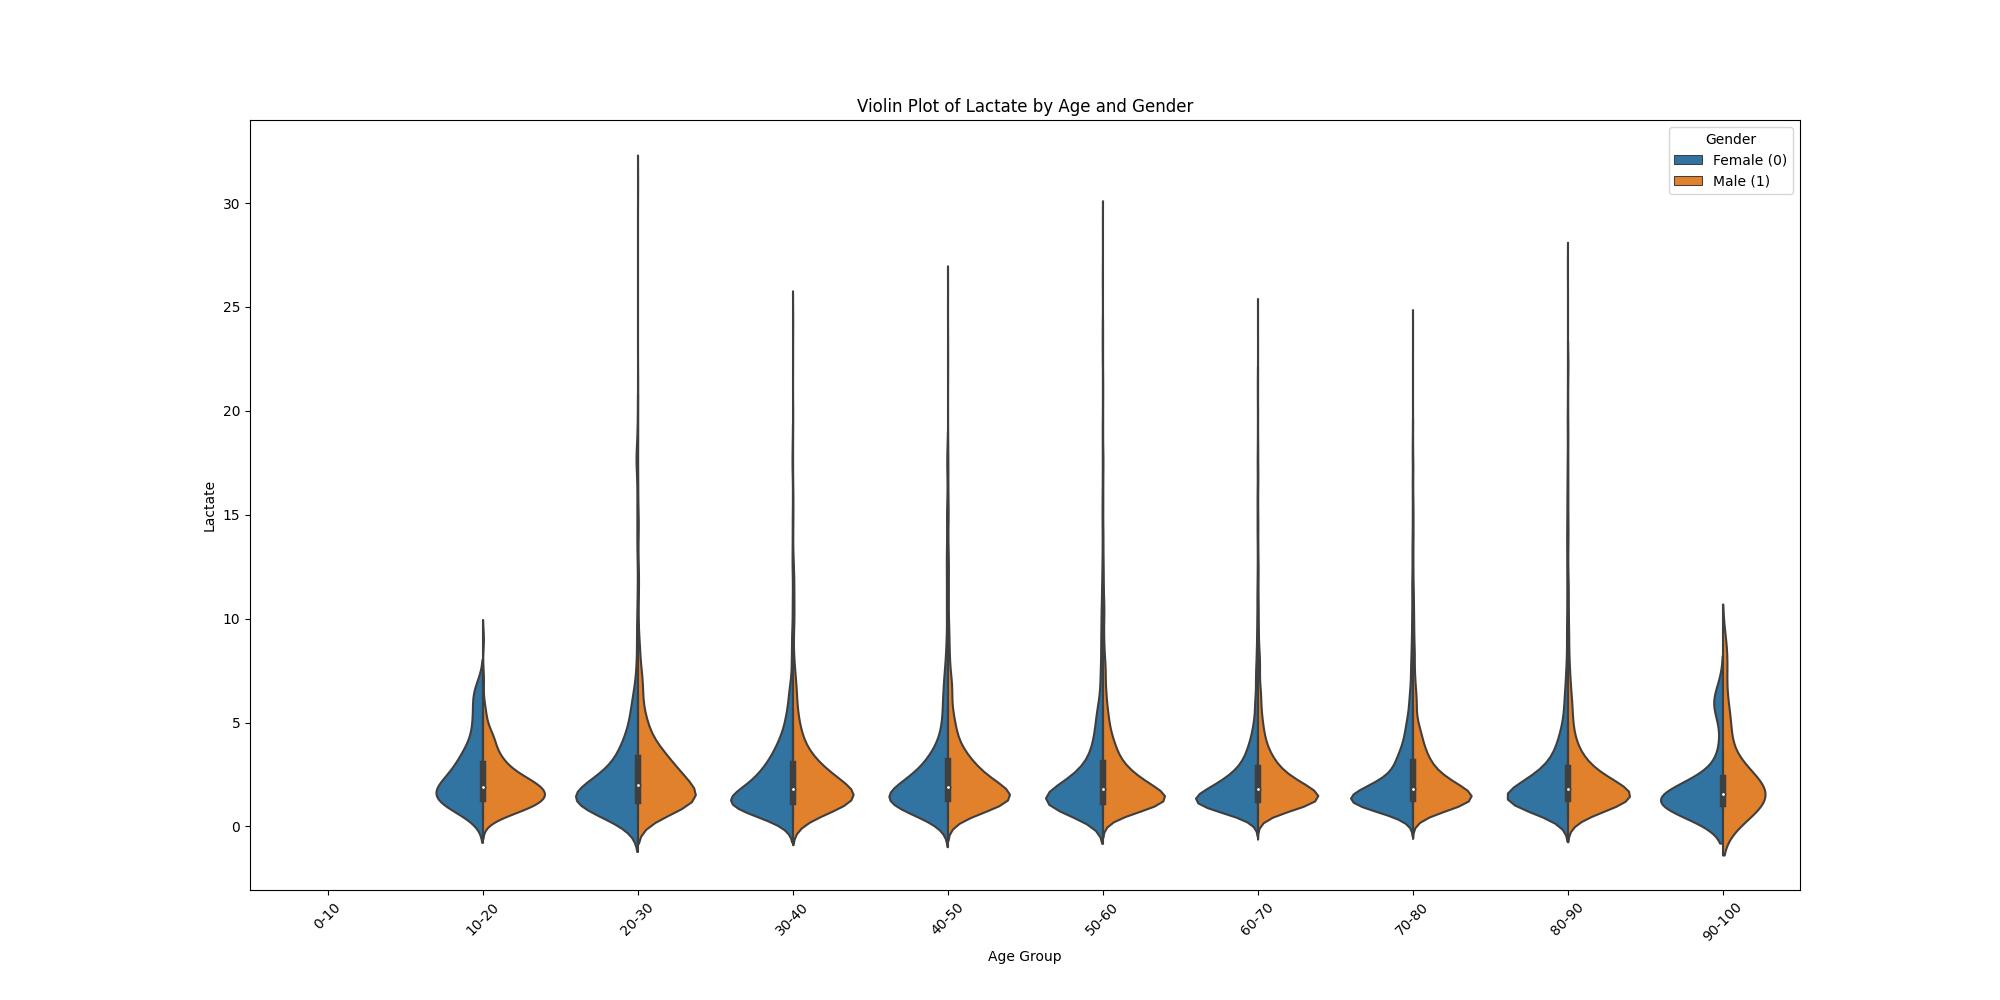 Violin Plot of Lactate by Age and Gender
Gender
Female (0)
Male (1)
30
25
20
15
10
5
0
Lactate
0-10
10-20
20-30
30-40
40-50
50-60
60-70
70-80
80-90
90-100
Age Group